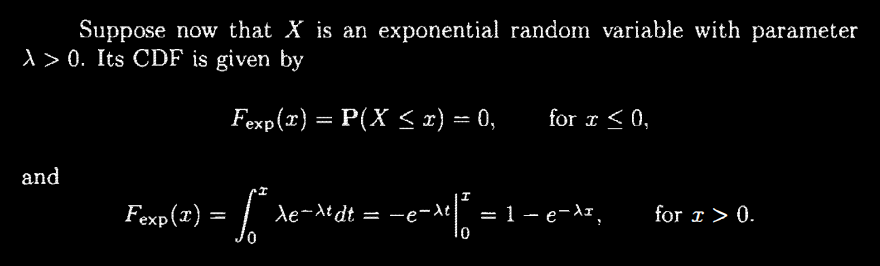 Suppose now that X is an exponential random variable with parameter
λ > 0. Its CDF is given by
F_exp(x) = P(X ≤ x) = 0,  for x ≤ 0,
and
F_exp(x) = ∫_0^x λe^{-λt}dt = -e^{-λt}|_0^x = 1 - e^{-λx},  for x > 0.